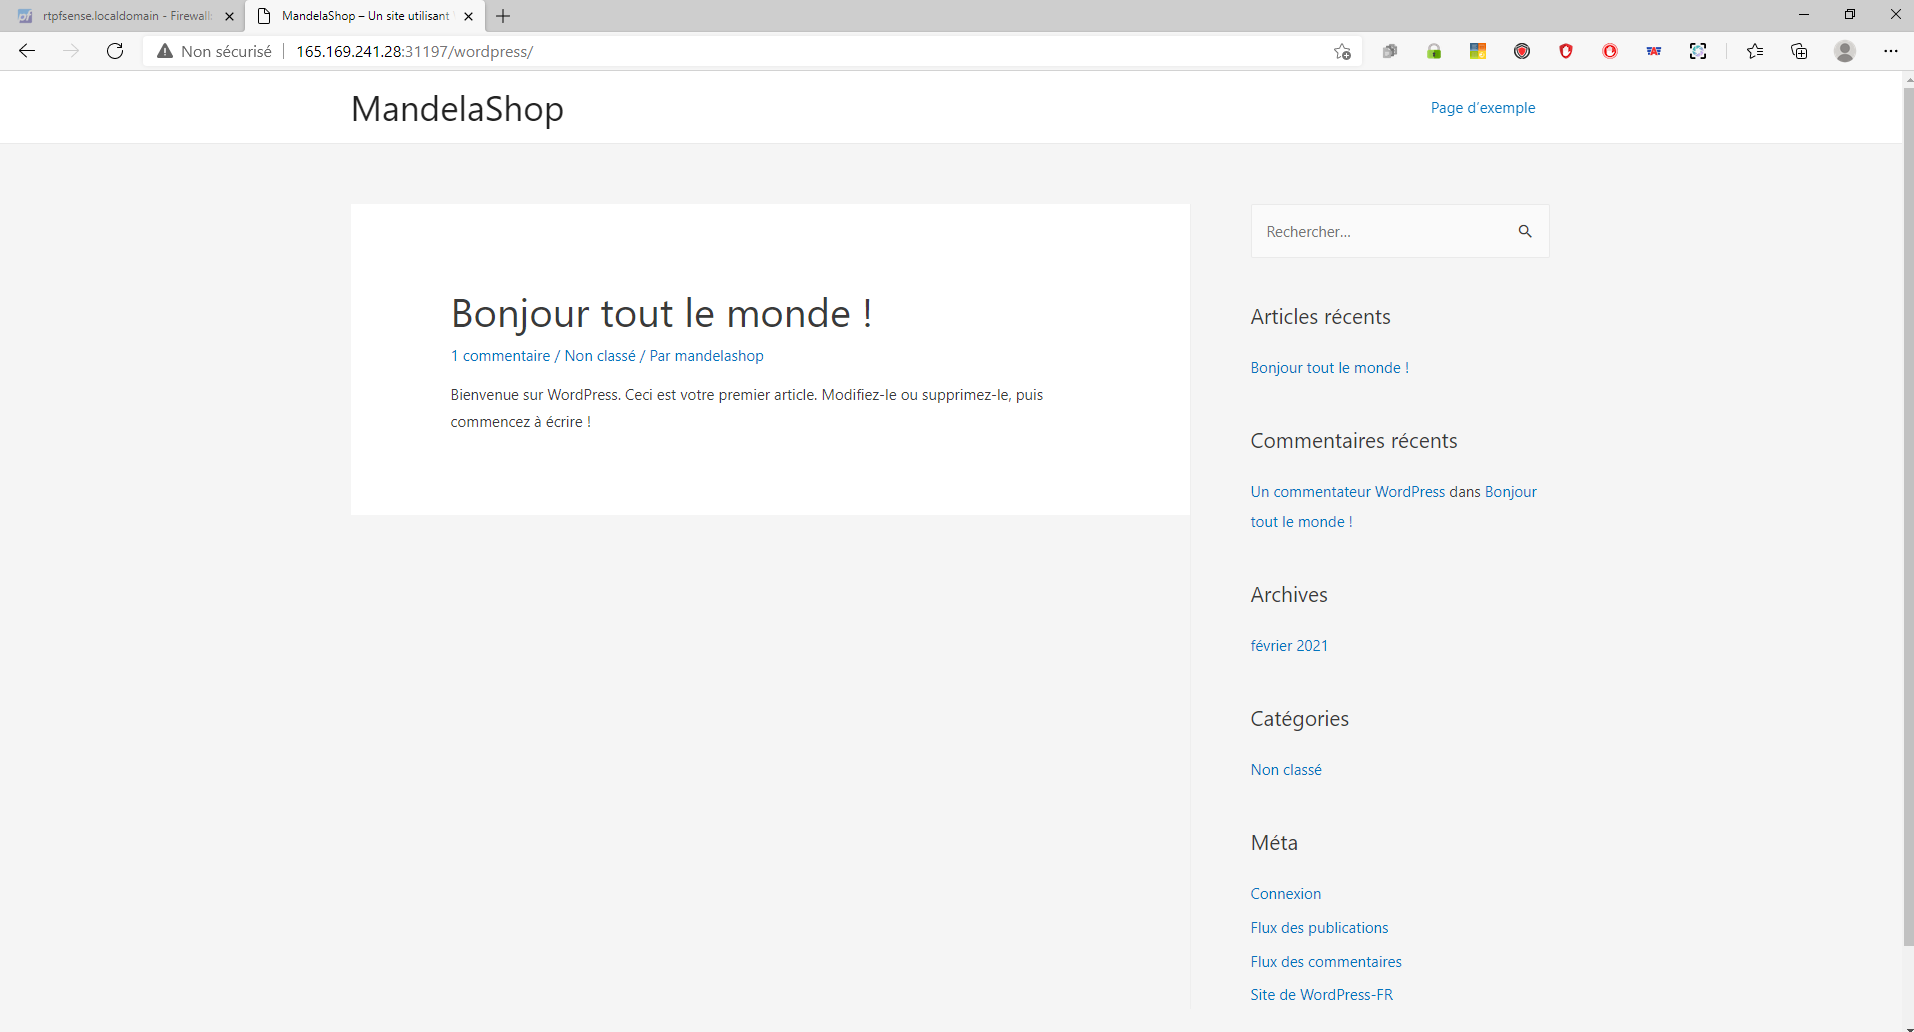 rtpfsense.localdomain - Firewall
MandelaShop – Un site utilisant
Non sécurisé
165.169.241.28:31197/wordpress/
MandelaShop
Page d'exemple
Bonjour tout le monde !
1 commentaire / Non classé / Par mandelashop
Bienvenue sur WordPress. Ceci est votre premier article. Modifiez-le ou supprimez-le, puis
commencez à écrire !
Rechercher...
Articles récents
Bonjour tout le monde !
Commentaires récents
Un commentateur WordPress dans Bonjour
tout le monde !
Archives
février 2021
Catégories
Non classé
Méta
Connexion
Flux des publications
Flux des commentaires
Site de WordPress-FR